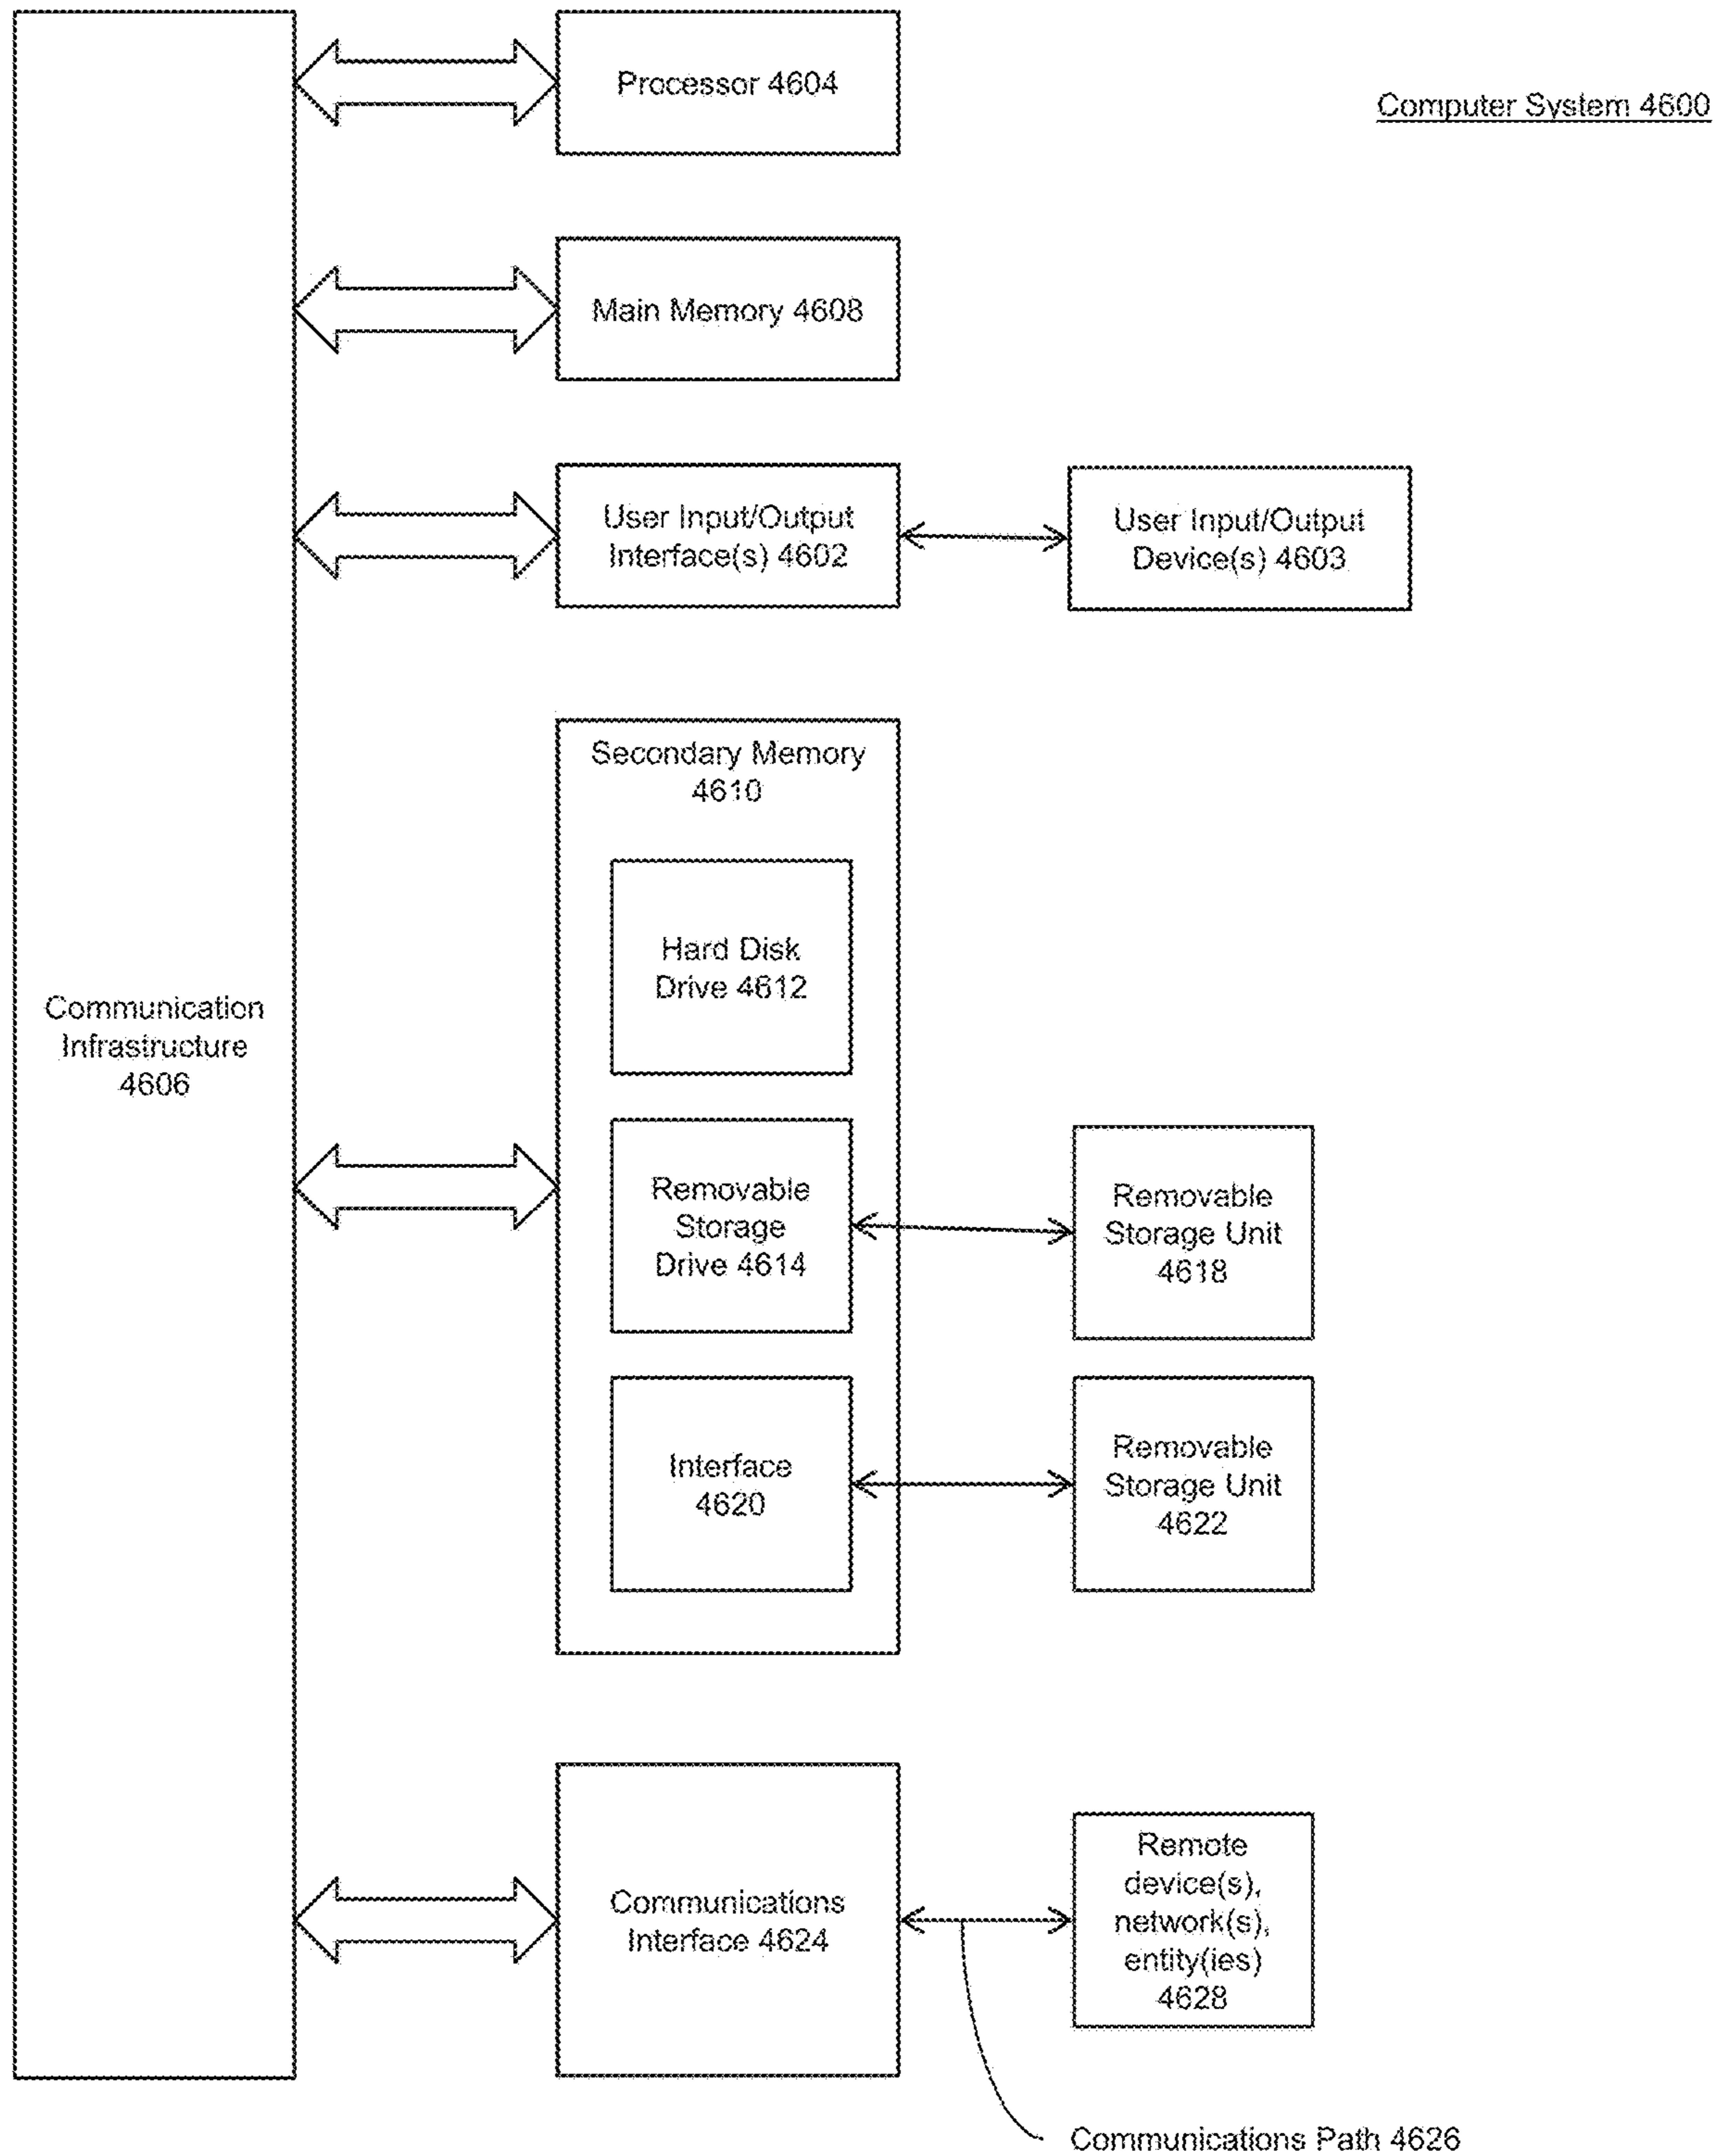 Processor 4604
Computer System 4600
Main Memory 4608
User Input/Output
Interface(s) 4602
User Input/Output
Device(s) 4603
Secondary Memory
4610
Hard Disk
Drive 4612
Communication
Infrastructure
4606
Removable
Storage
Drive 4614
Removable
Storage Unit
4618
Interface
4620
Removable
Storage Unit
4622
Communications
Interface 4624
Remote
device(s),
network(s),
entity(ies)
4628
Communications Path 4626